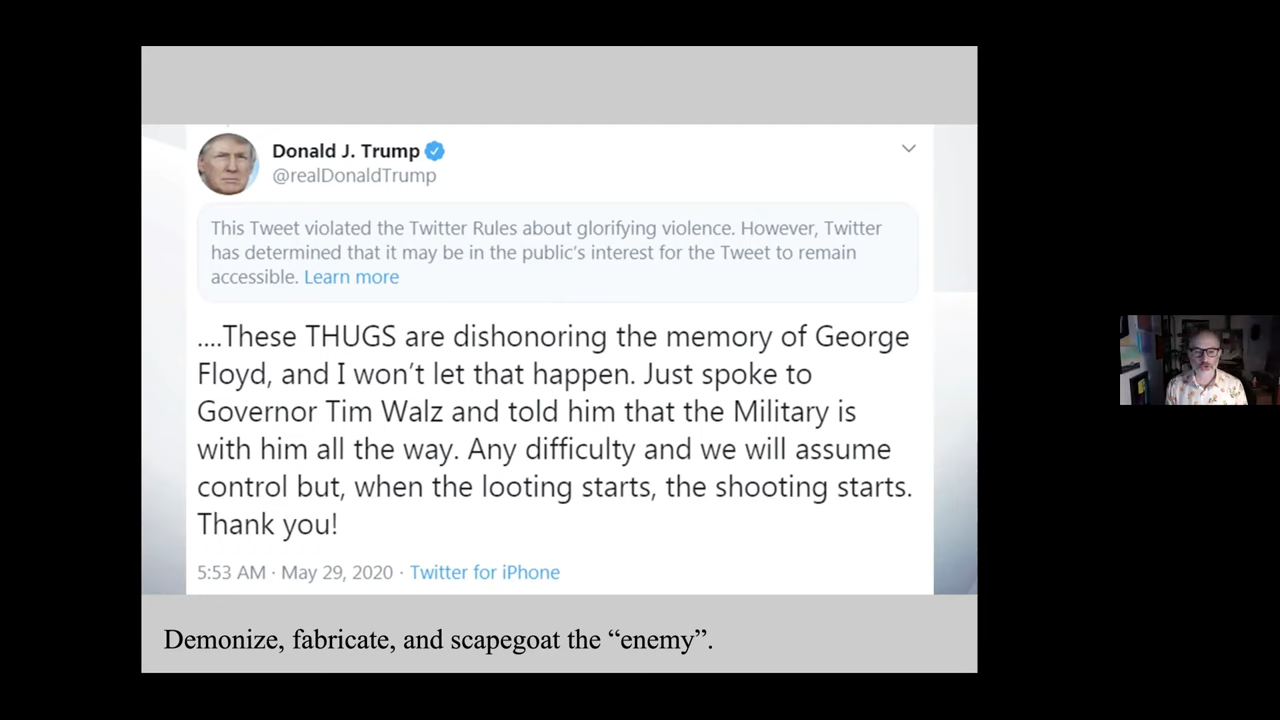 Donald J. Trump
@realDonaldTrump
This Tweet violated the Twitter Rules about glorifying violence. However, Twitter
has determined that it may be in the public's interest for the Tweet to remain
accessible. Learn more
....These THUGS are dishonoring the memory of George
Floyd, and I won't let that happen. Just spoke to
Governor Tim Walz and told him that the Military is
with him all the way. Any difficulty and we will assume
control but, when the looting starts, the shooting starts.
Thank you!
5:53 AM · May 29, 2020 · Twitter for iPhone
Demonize, fabricate, and scapegoat the “enemy”.